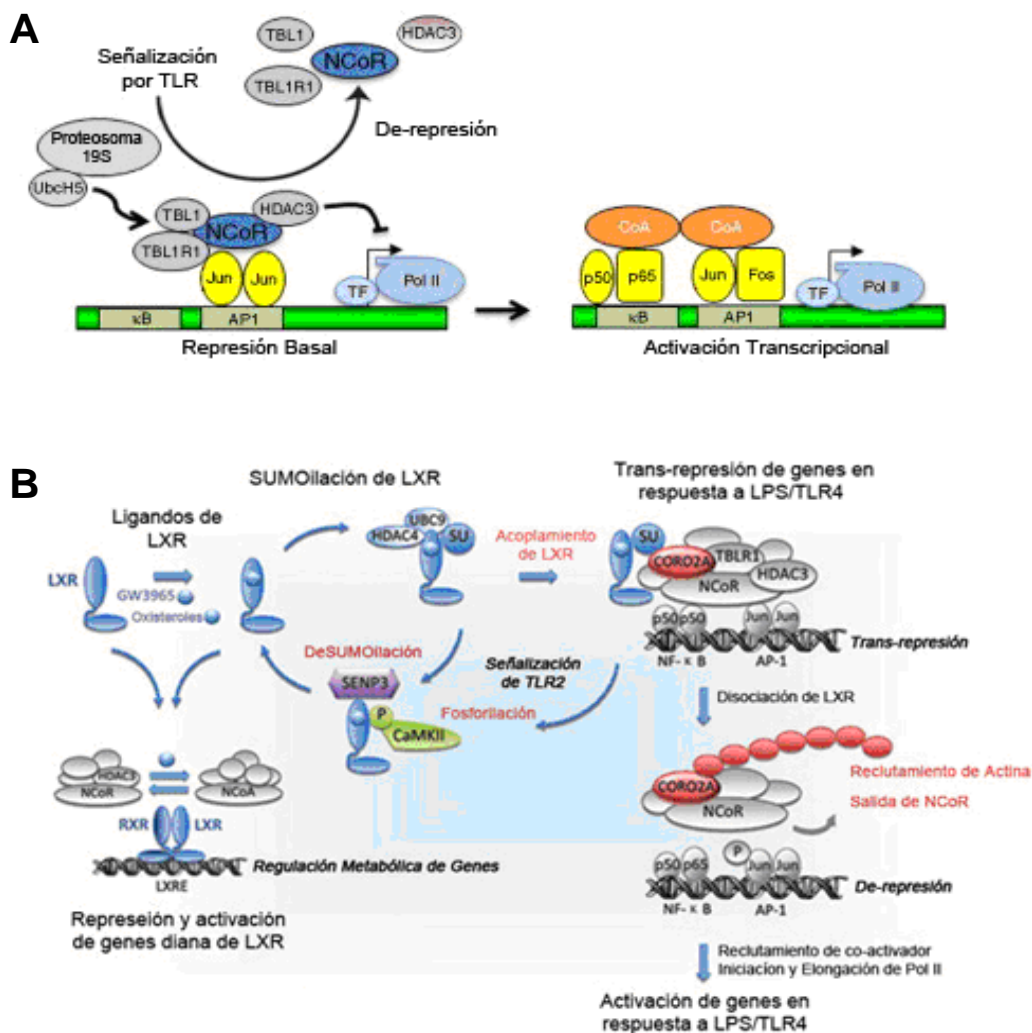 A
Señalización
por TLR
TBL1
NCoR
HDAC3
TBL1R1
De-represión
Proteosoma
19S
UbcH5
TBL1
HDAC3
NCoR
TBL1R1
Jun
Jun
TF
Pol II
κB
AP1
Represión Basal
CoA
CoA
p50
p65
Jun
Fos
TF
Pol II
κB
AP1
Activación Transcripcional
B
SUMOilación de LXR
Trans-represión de genes en
respuesta a LPS/TLR4
Ligandos de
LXR
LXR
GW3965
Oxisteroles
UBC9
HDAC4
SU
Acoplamiento
de LXR
SU
CORO2A
TBLR1
HDAC3
NCoR
p50
p50
Jun
Jun
NF-κ B
AP-1
Trans-represión
DeSUMOilación
SENP3
P
CaMKII
Señalización
de TLR2
Fosforilación
Disociación de LXR
HDAC3
NCoR
NCoA
RXR
LXR
LXRE
Regulación Metabólica de Genes
Represeión y activación
de genes diana de LXR
CORO2A
NCoR
Reclutamiento de Actina
Salida de NCoR
p50
p65
P
Jun
Jun
NF-κ B
AP-1
De-represión
Reclutamiento de co-activador
Iniciacíon y Elongación de Pol II
Activación de genes en
respuesta a LPS/TLR4